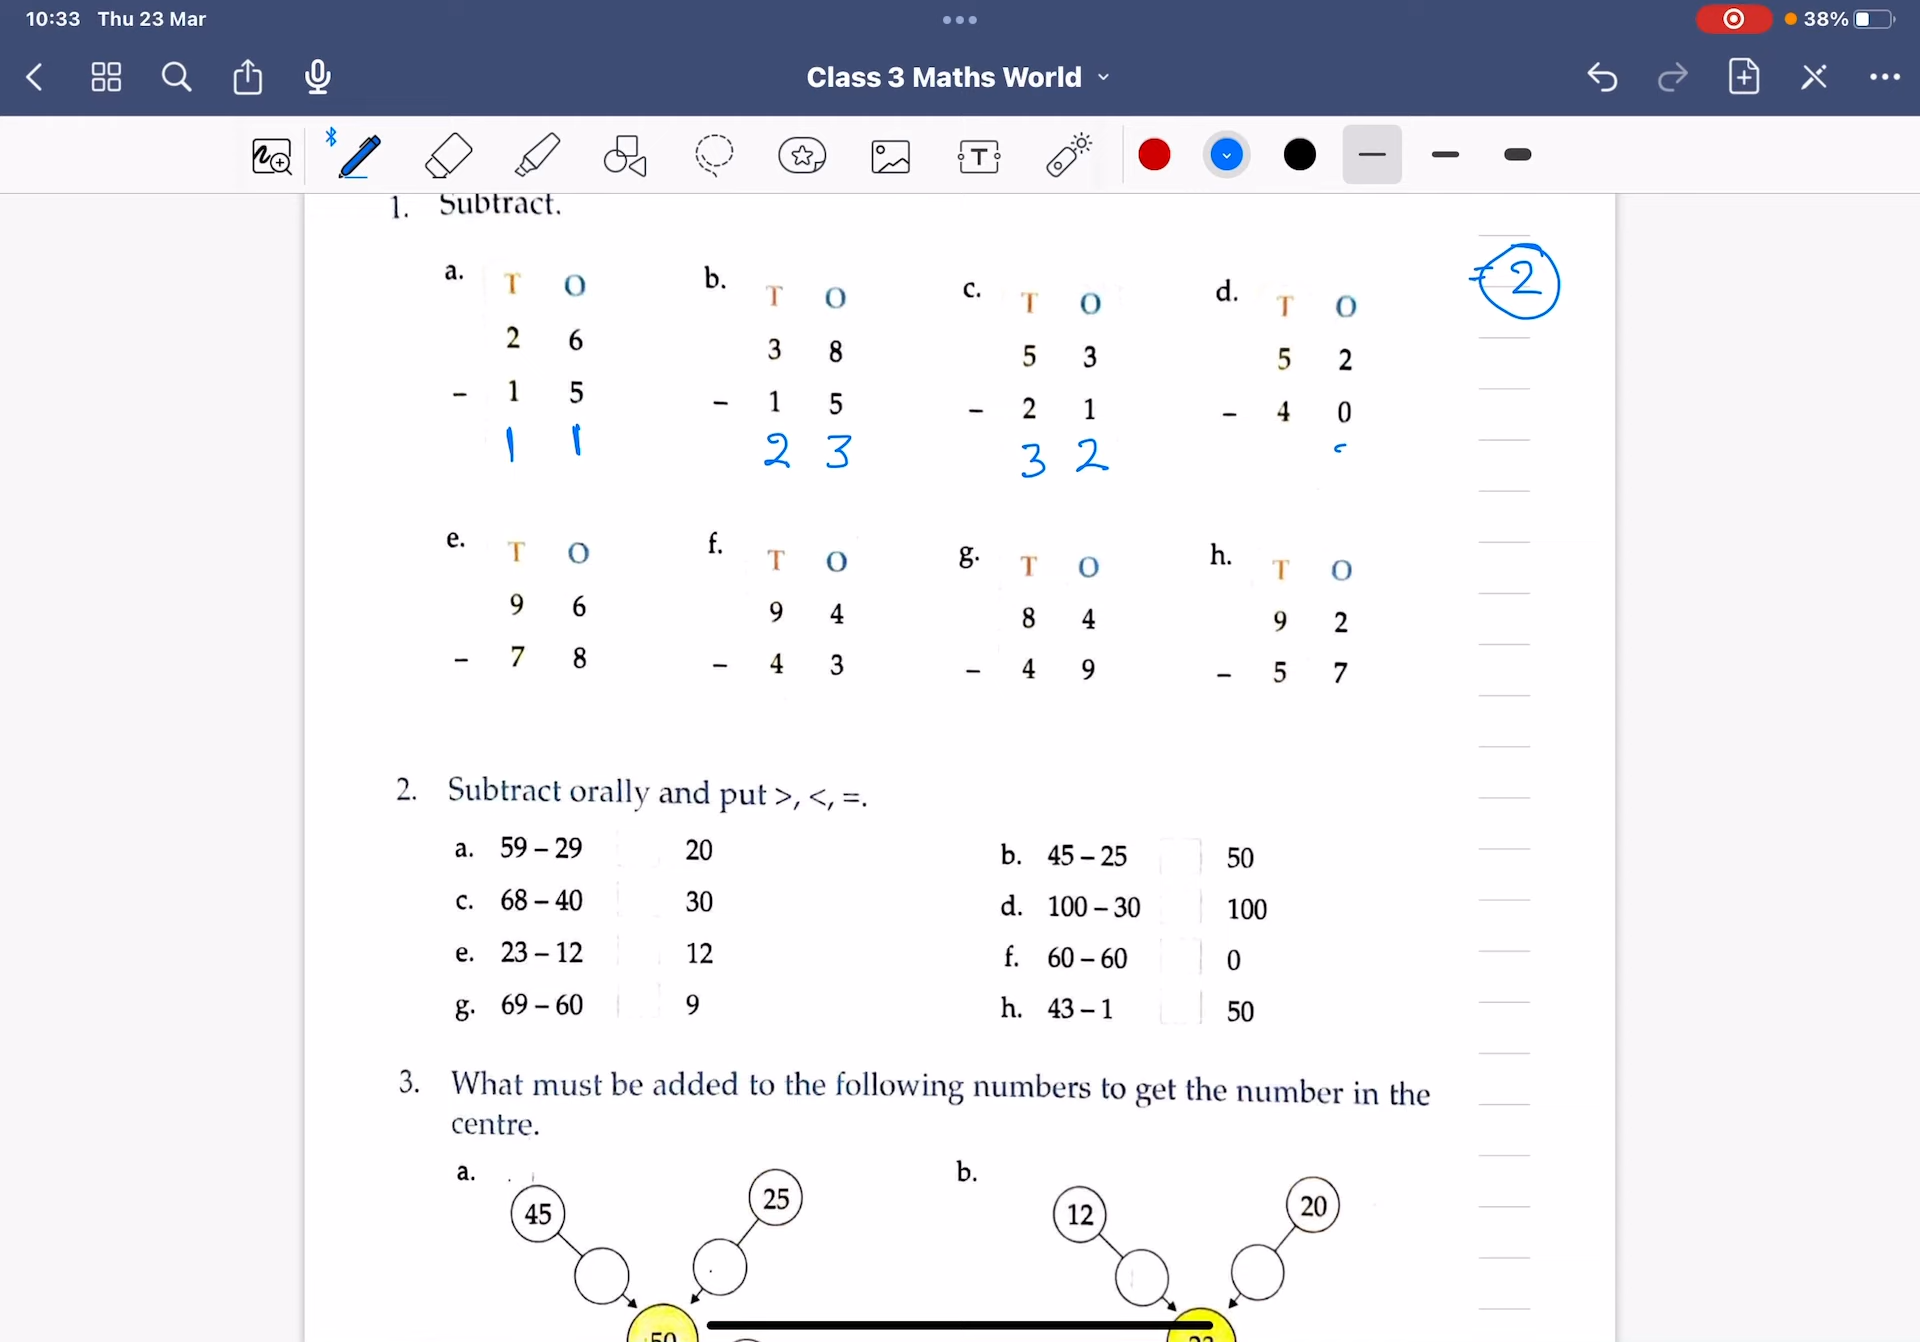 10:33 Thu 23 Mar
38%
Class 3 Maths World
T
1. Subtract.
= 2
a. T O b. T O c. T O d. T O
2 6 3 8 5 3 5 2
- 1 5 - 1 5 - 2 1 - 4 0
1 1 2 3 3 2
e. T O f. T O g. T O h. T O
9 6 9 4 8 4 9 2
- 7 8 - 4 3 - 4 9 - 5 7
2. Subtract orally and put >, <, =.
a. 59 – 29 20 b. 45 – 25 50
c. 68 – 40 30 d. 100 – 30 100
e. 23 – 12 12 f. 60 – 60 0
g. 69 – 60 9 h. 43 – 1 50
3. What must be added to the following numbers to get the number in the
centre.
a. b.
45 25 12 20
50